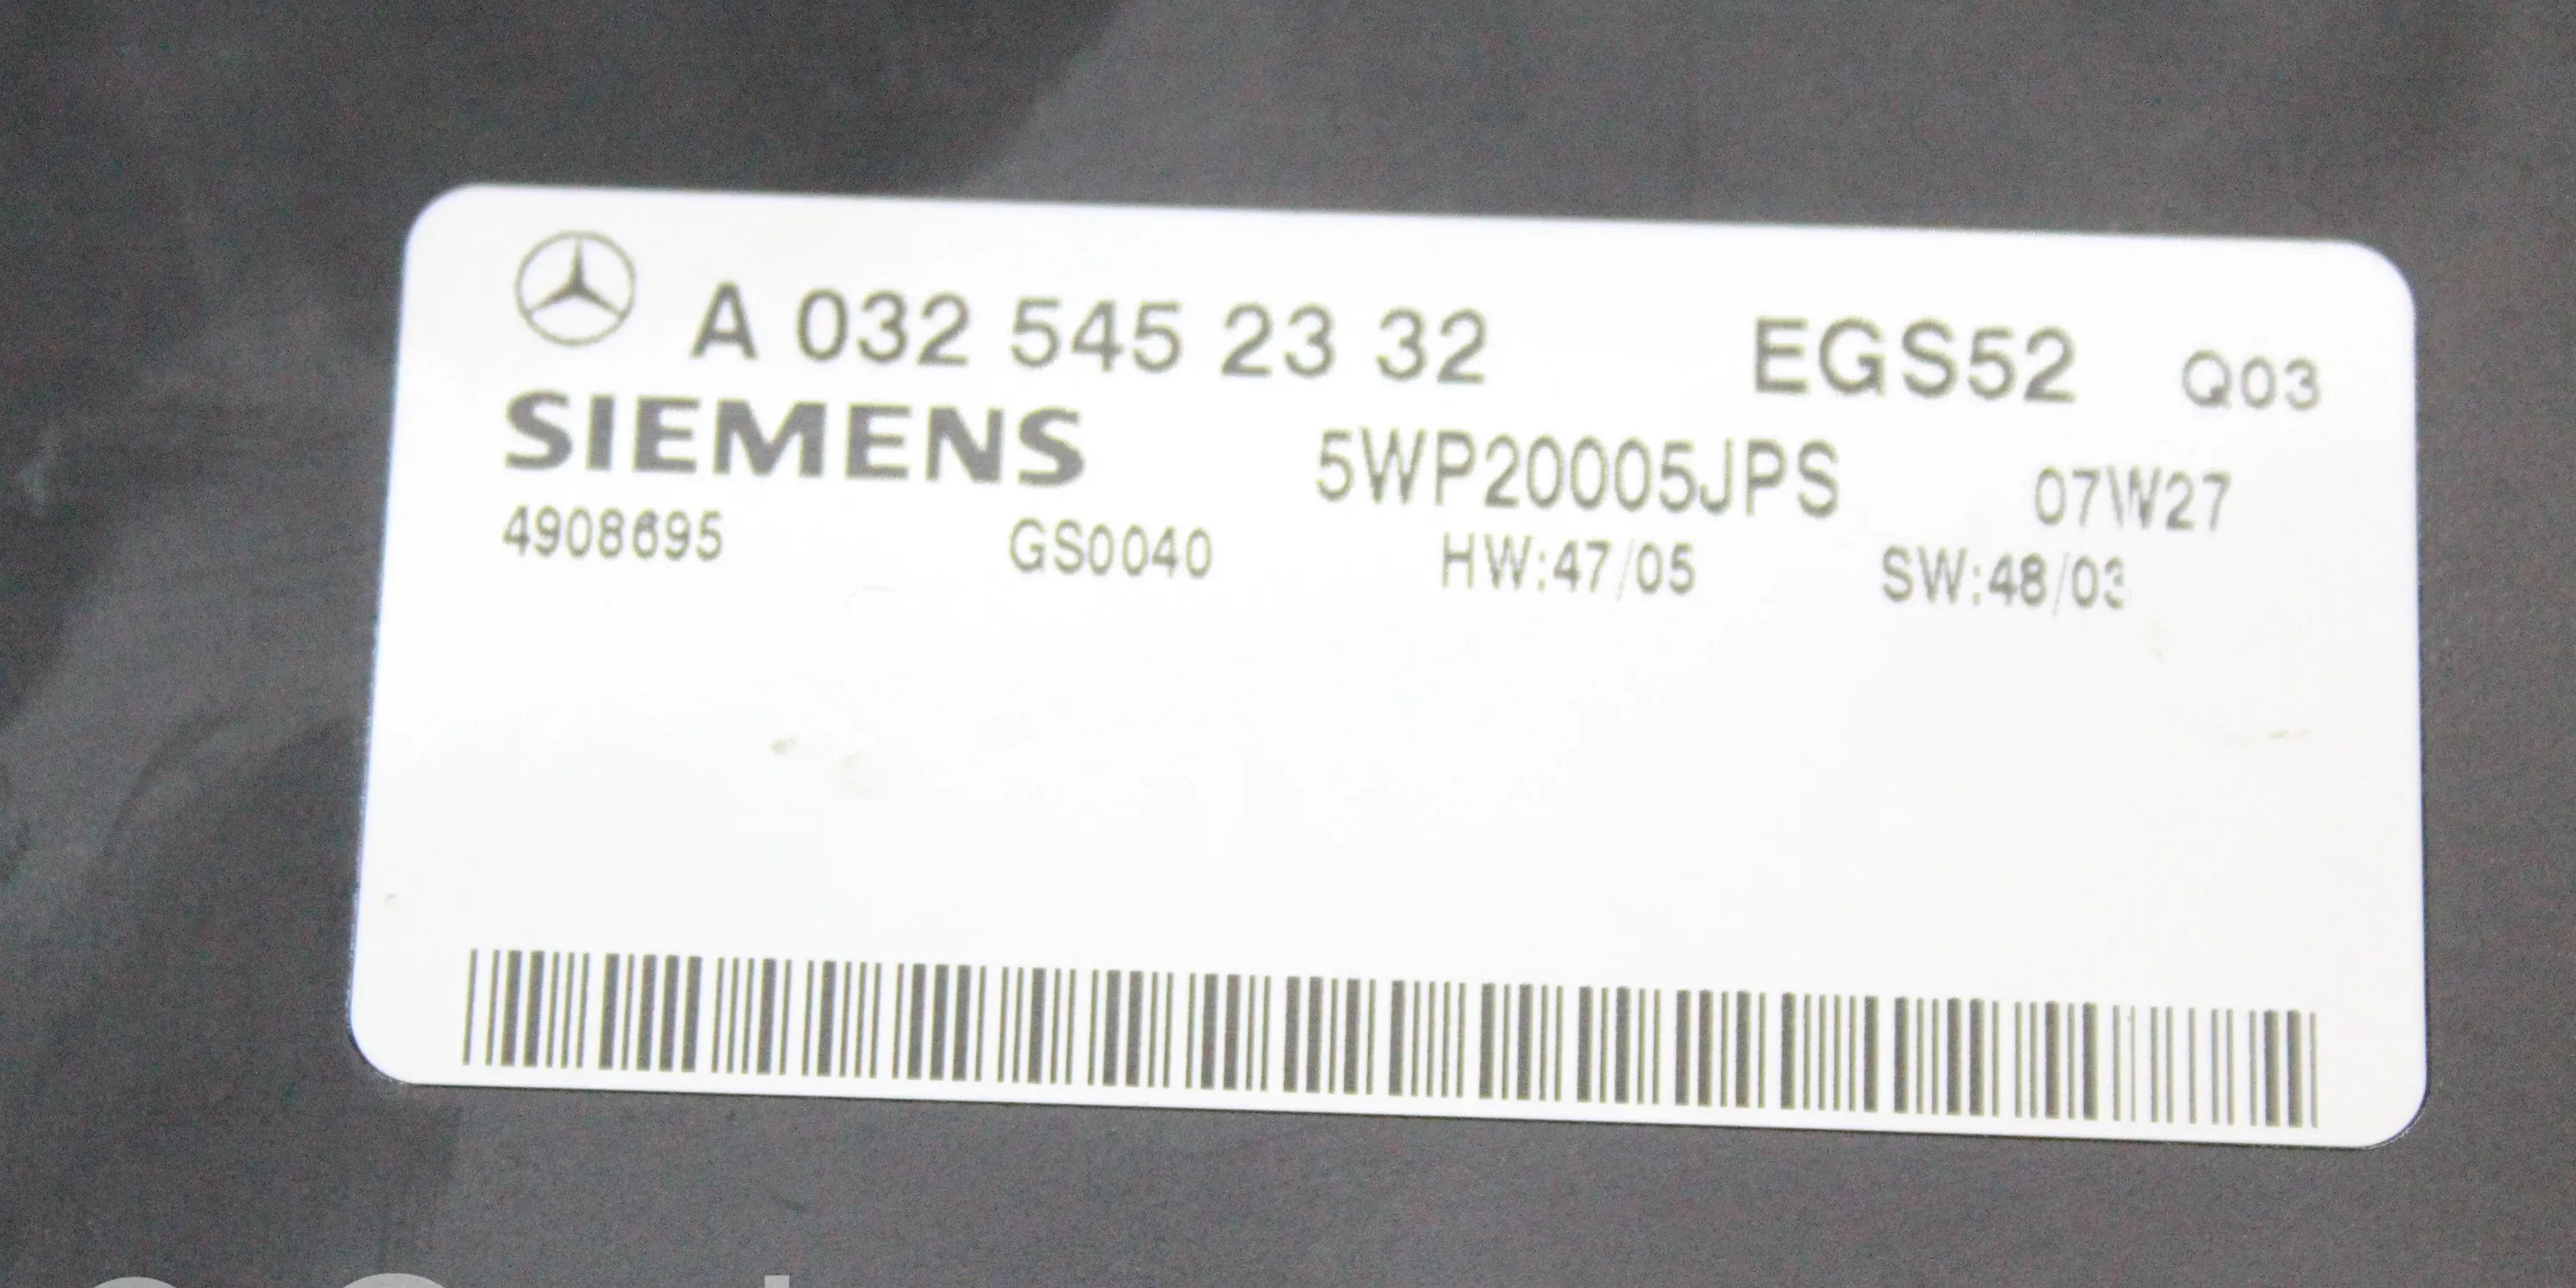 A 032 545 23 32 EGS52 Q03
SIEMENS 5WP20005JPS 07W27
4908695 GS0040 HW:47/05 SW:48/03